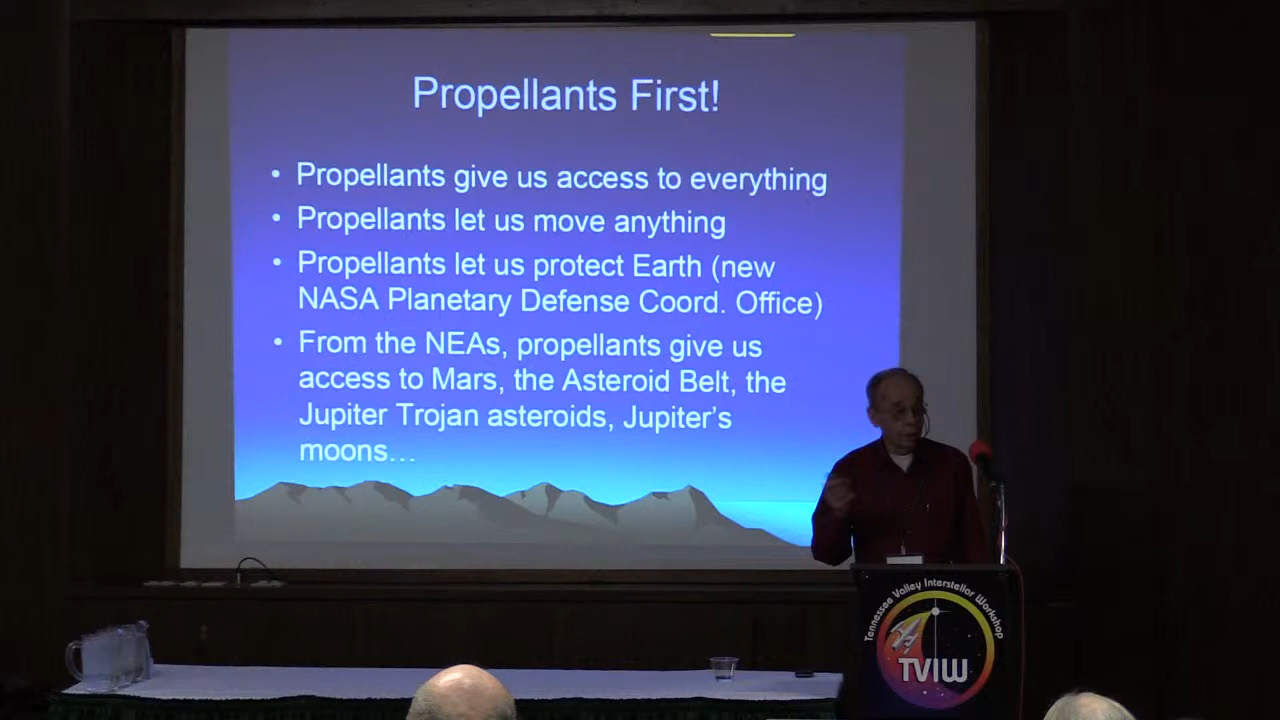 Propellants First!
• Propellants give us access to everything
• Propellants let us move anything
• Propellants let us protect Earth (new
NASA Planetary Defense Coord. Office)
• From the NEAs, propellants give us
access to Mars, the Asteroid Belt, the
Jupiter Trojan asteroids, Jupiter's
moons…
Tennessee Valley Interstellar Workshop
TVIW